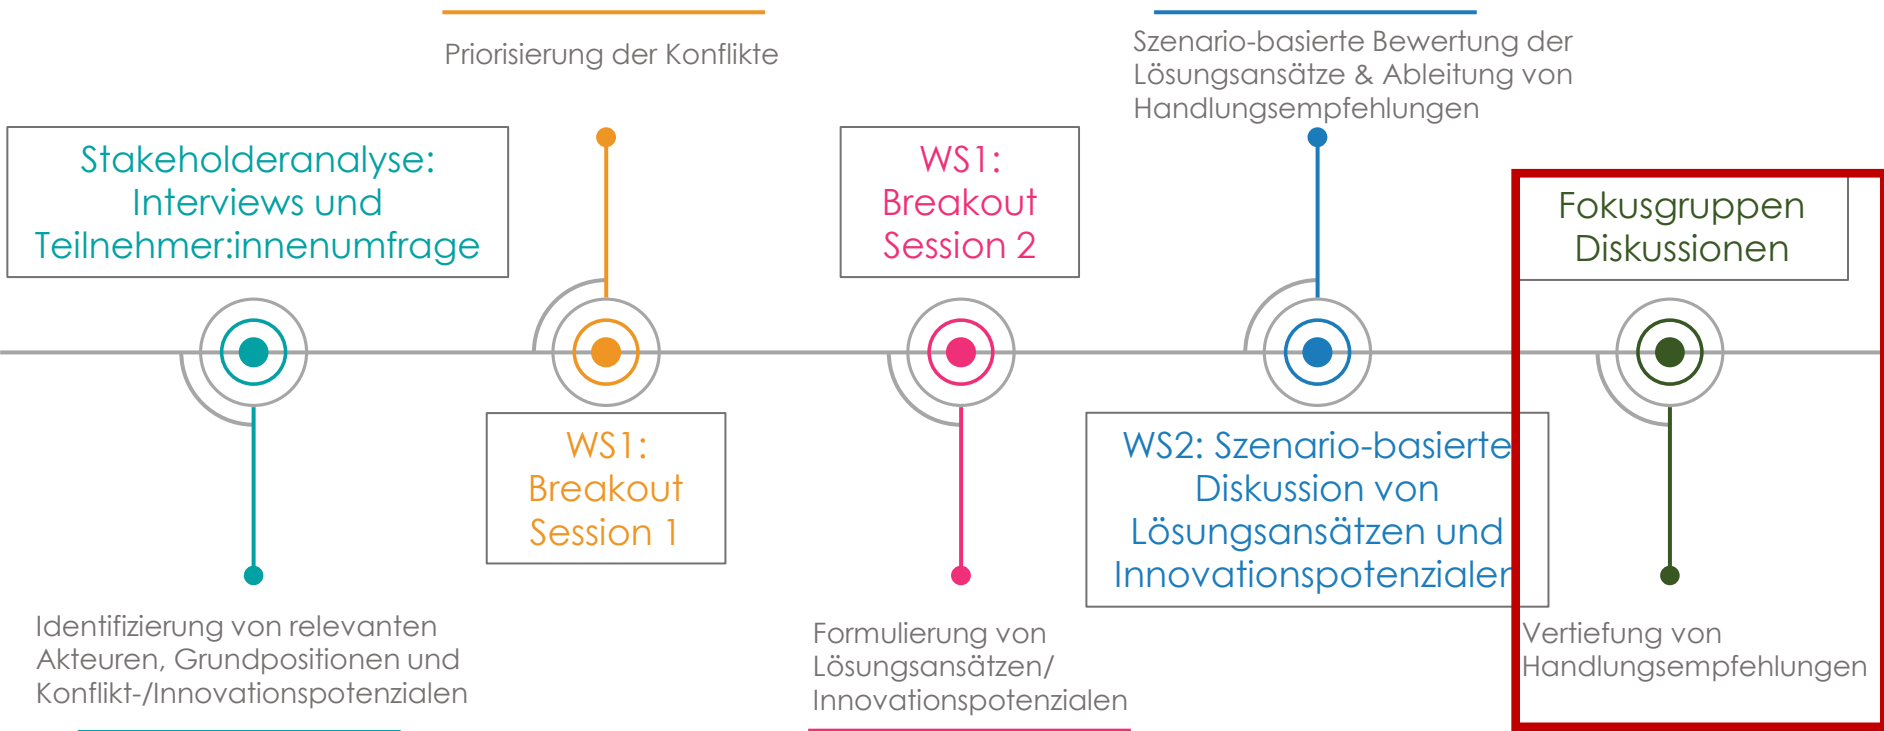 Priorisierung der Konflikte
Szenario-basierte Bewertung der
Lösungsansätze & Ableitung von
Handlungsempfehlungen
Stakeholderanalyse:
Interviews und
Teilnehmer:innenumfrage
WS1:
Breakout
Session 2
Fokusgruppen
Diskussionen
WS1:
Breakout
Session 1
WS2: Szenario-basierte
Diskussion von
Lösungsansätzen und
Innovationspotenzialen
Identifizierung von relevanten
Akteuren, Grundpositionen und
Konflikt-/Innovationspotenzialen
Formulierung von
Lösungsansätzen/
Innovationspotenzialen
Vertiefung von
Handlungsempfehlungen